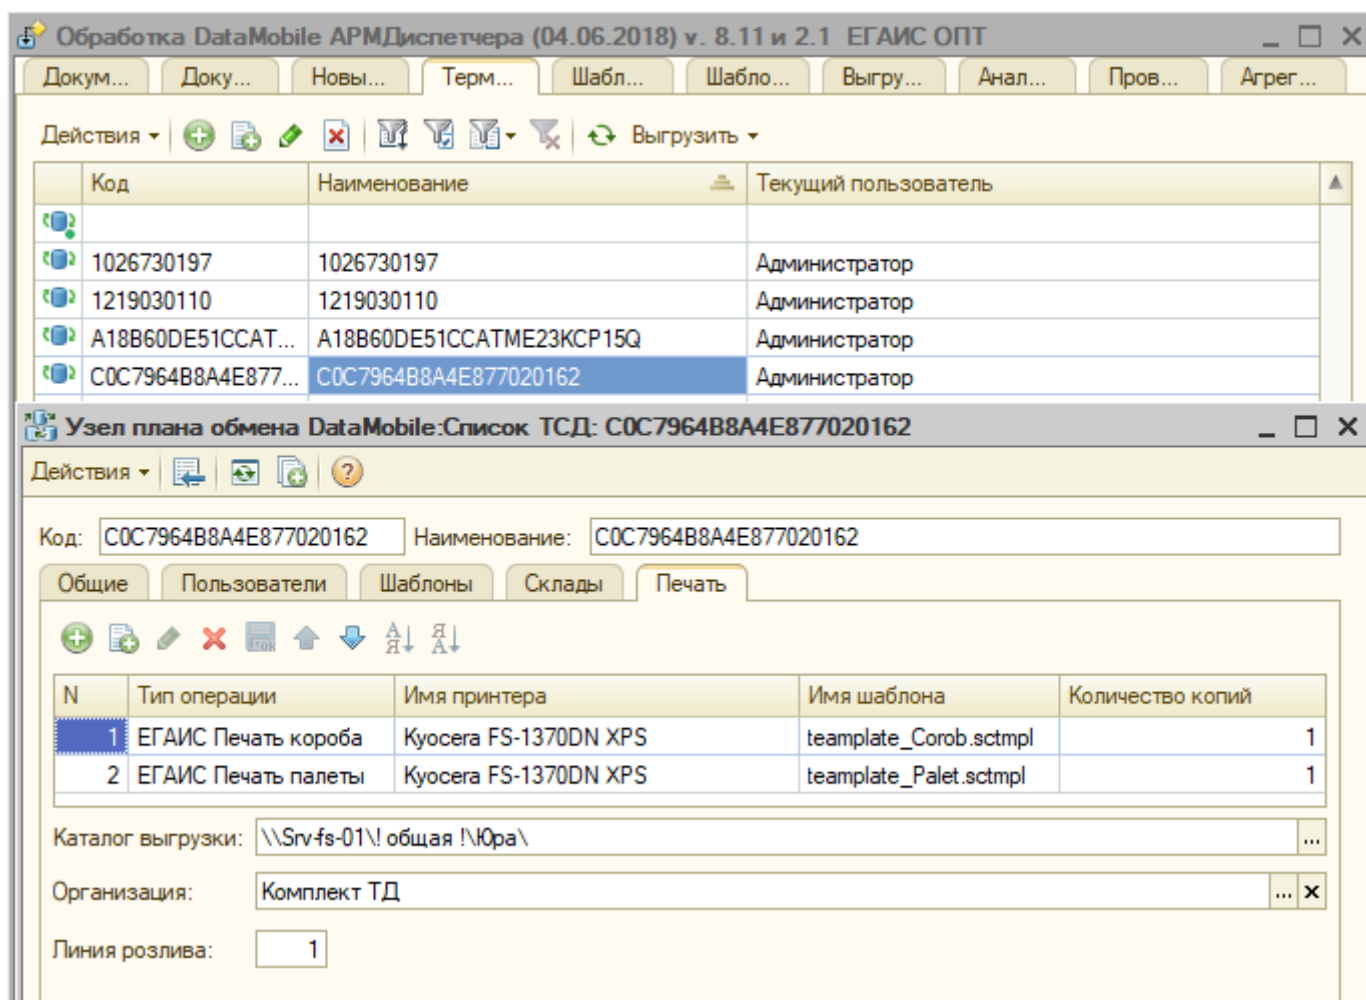 Обработка DataMobile АРМДиспетчера (04.06.2018) v. 8.11 и 2.1 ЕГАИС ОПТ
Докум... Доку... Новы... Терм... Шабл... Шабло... Выгру... Анал... Пров... Агрег...
Действия Выгрузить
Код Наименование Текущий пользователь
1026730197 1026730197 Администратор
1219030110 1219030110 Администратор
A18B60DE51CCAT... A18B60DE51CCATME23KCP15Q Администратор
C0C7964B8A4E877... C0C7964B8A4E877020162 Администратор
Узел плана обмена DataMobile:Список ТСД: C0C7964B8A4E877020162
Действия
Код: C0C7964B8A4E877020162 Наименование: C0C7964B8A4E877020162
Общие Пользователи Шаблоны Склады Печать
N Тип операции Имя принтера Имя шаблона Количество копий
1 ЕГАИС Печать короба Kyocera FS-1370DN XPS teamplate_Corob.sctmpl 1
2 ЕГАИС Печать палеты Kyocera FS-1370DN XPS teamplate_Palet.sctmpl 1
Каталог выгрузки: \\Srv-fs-01\! общая !\Юра\ ...
Организация: Комплект ТД ...
Линия розлива: 1